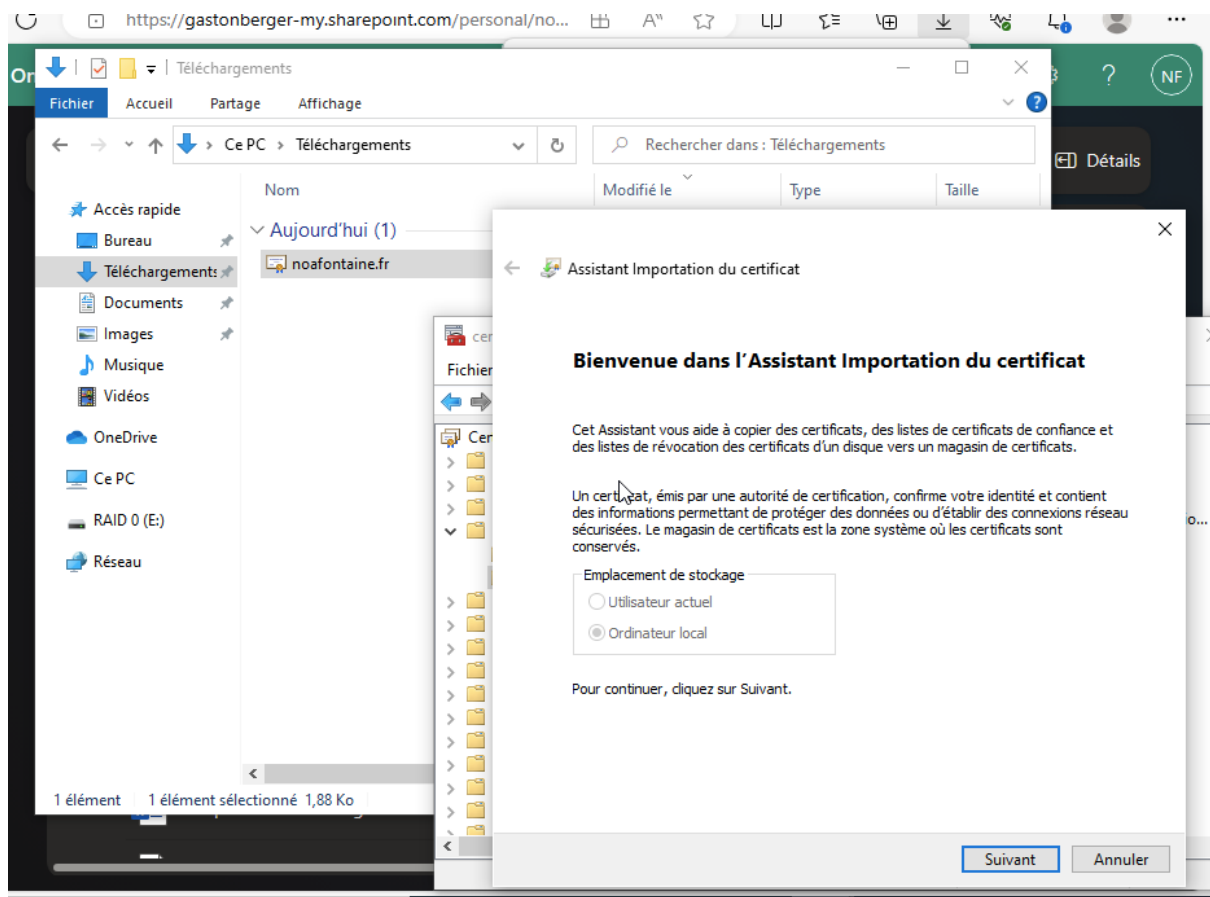 https://gastonberger-my.sharepoint.com/personal/no...
Téléchargements
NF
Fichier Accueil Partage Affichage
Ce PC > Téléchargements
Rechercher dans : Téléchargements
Détails
Nom Modifié le Type Taille
Accès rapide
Aujourd'hui (1)
Bureau
noafontaine.fr
Téléchargements
Documents
Images
Musique
Vidéos
OneDrive
Ce PC
RAID 0 (E:)
Réseau
1 élément 1 élément sélectionné 1,88 Ko
cer
Fichier
Cer
Assistant Importation du certificat
Bienvenue dans l'Assistant Importation du certificat
Cet Assistant vous aide à copier des certificats, des listes de certificats de confiance et
des listes de révocation des certificats d'un disque vers un magasin de certificats.
Un certificat, émis par une autorité de certification, confirme votre identité et contient
des informations permettant de protéger des données ou d'établir des connexions réseau
sécurisées. Le magasin de certificats est la zone système où les certificats sont
conservés.
Emplacement de stockage
Utilisateur actuel
Ordinateur local
Pour continuer, cliquez sur Suivant.
Suivant Annuler